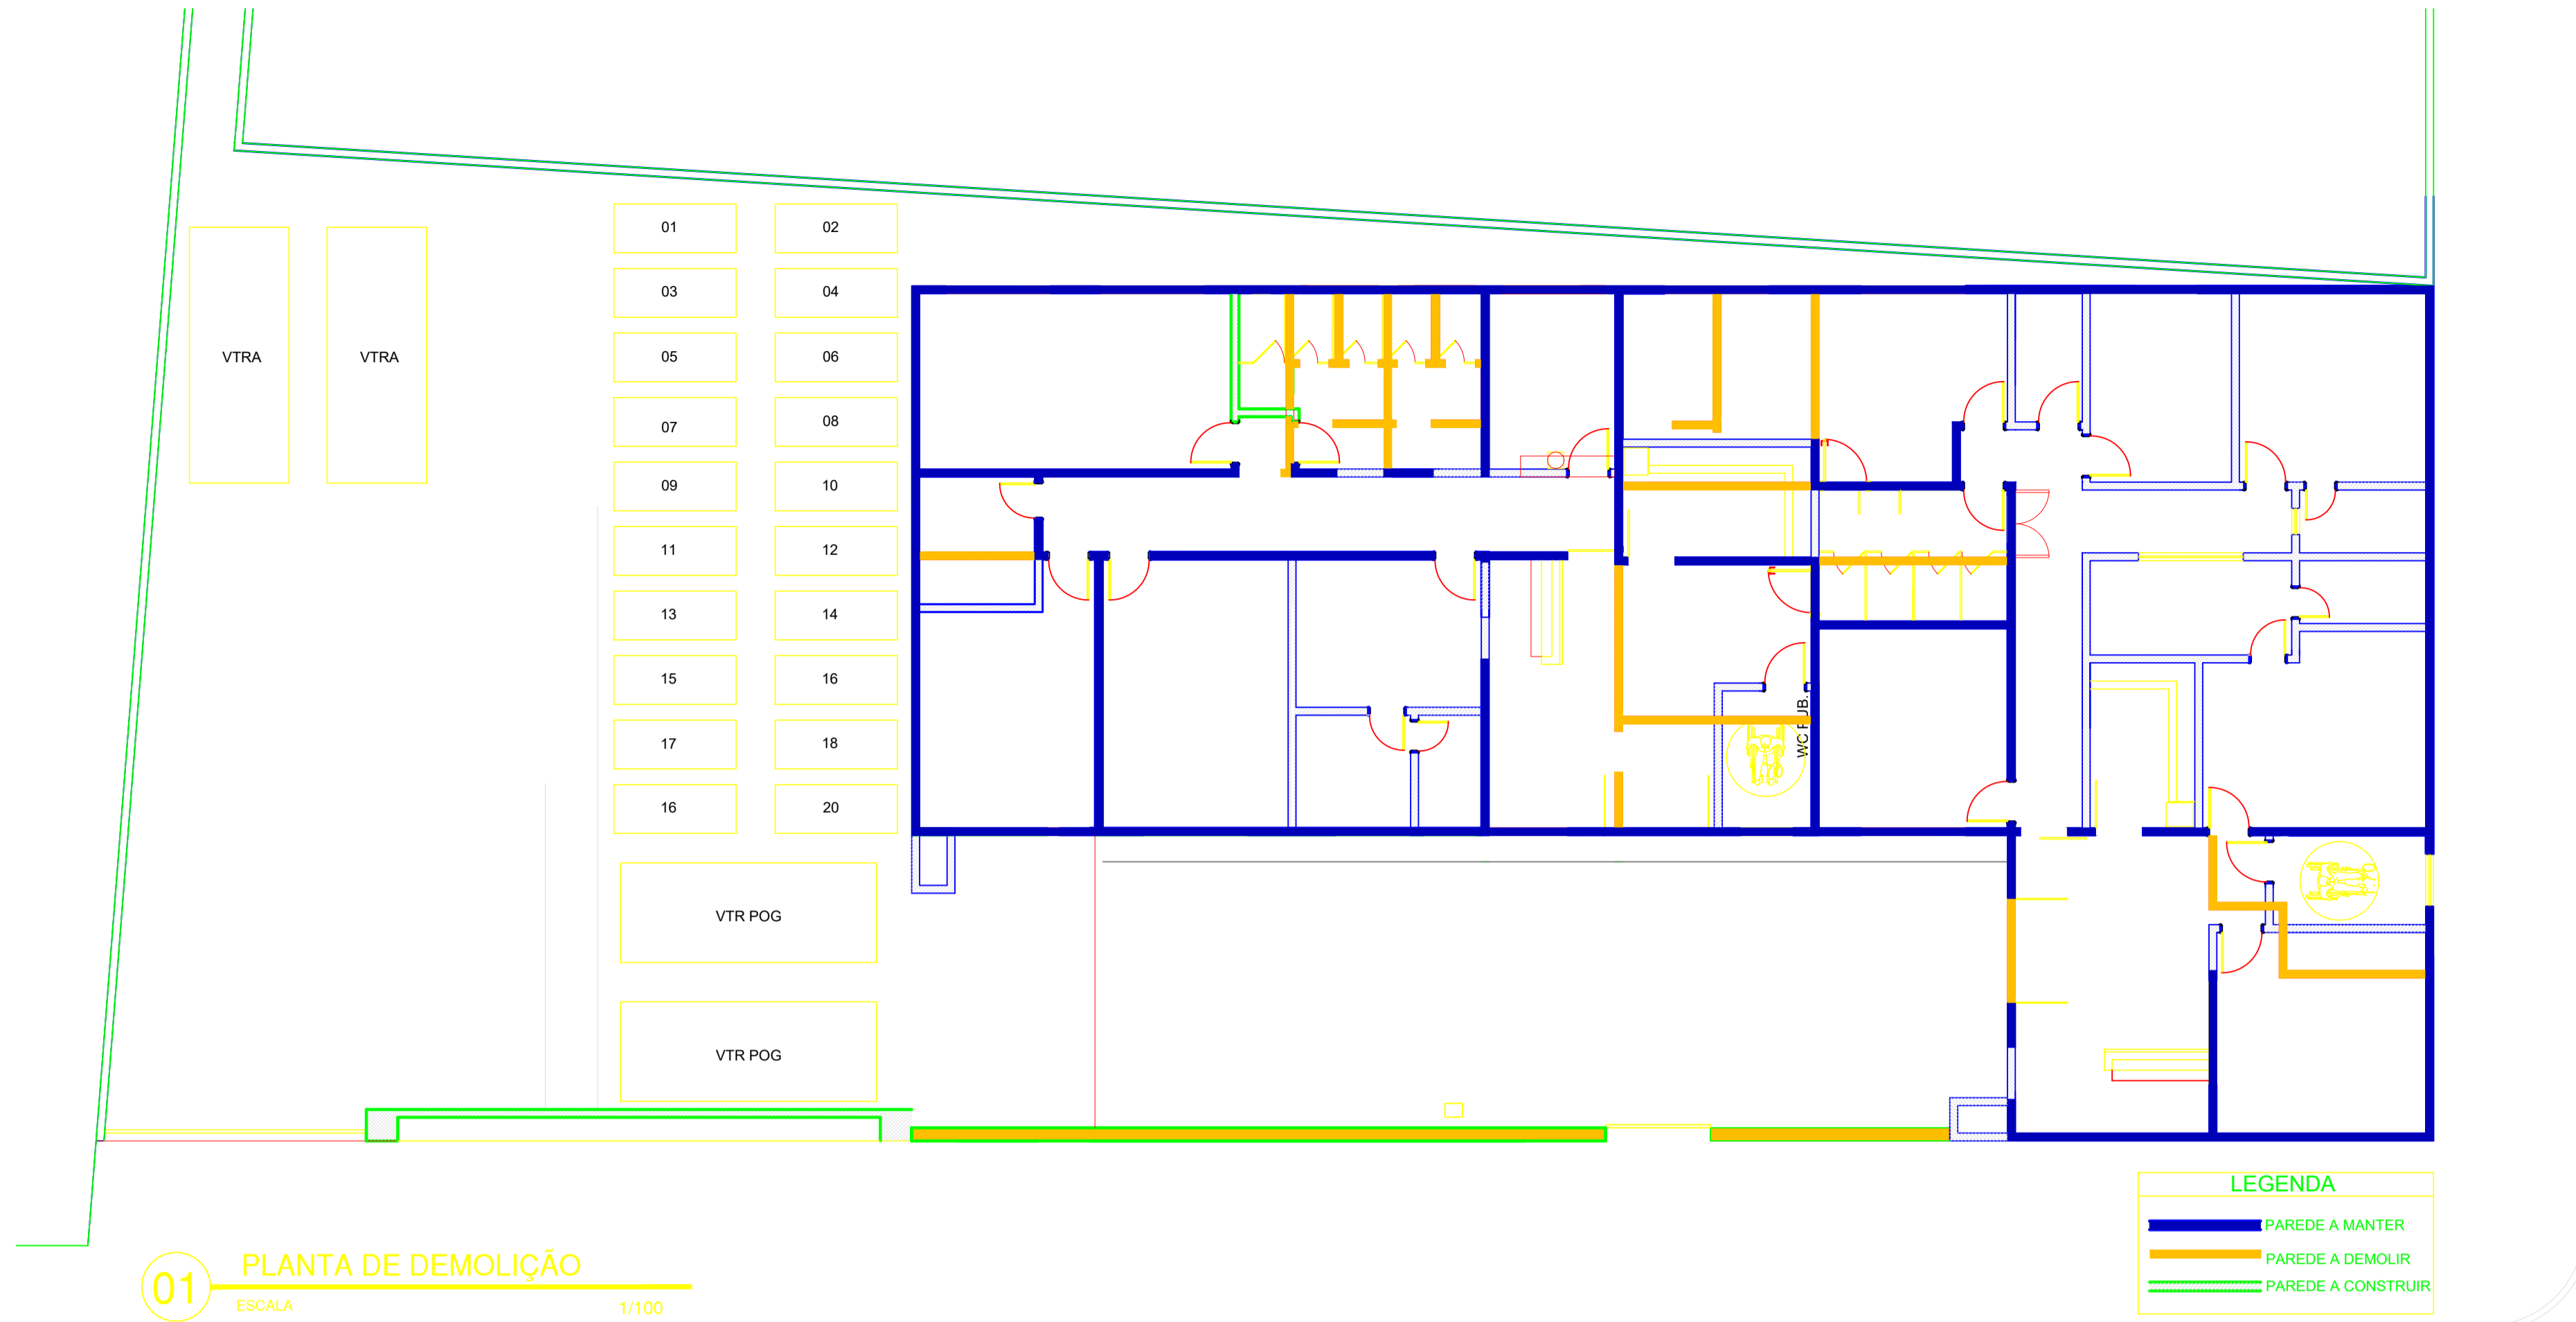 01 02
03 04
05 06
VTRA VTRA
07 08
09 10
11 12
13 14
15 16
17 18
16 20
WC PUB.
VTR POG
VTR POG
LEGENDA
PAREDE A MANTER
PAREDE A DEMOLIR
PAREDE A CONSTRUIR
01 PLANTA DE DEMOLIÇÃO
ESCALA 1/100